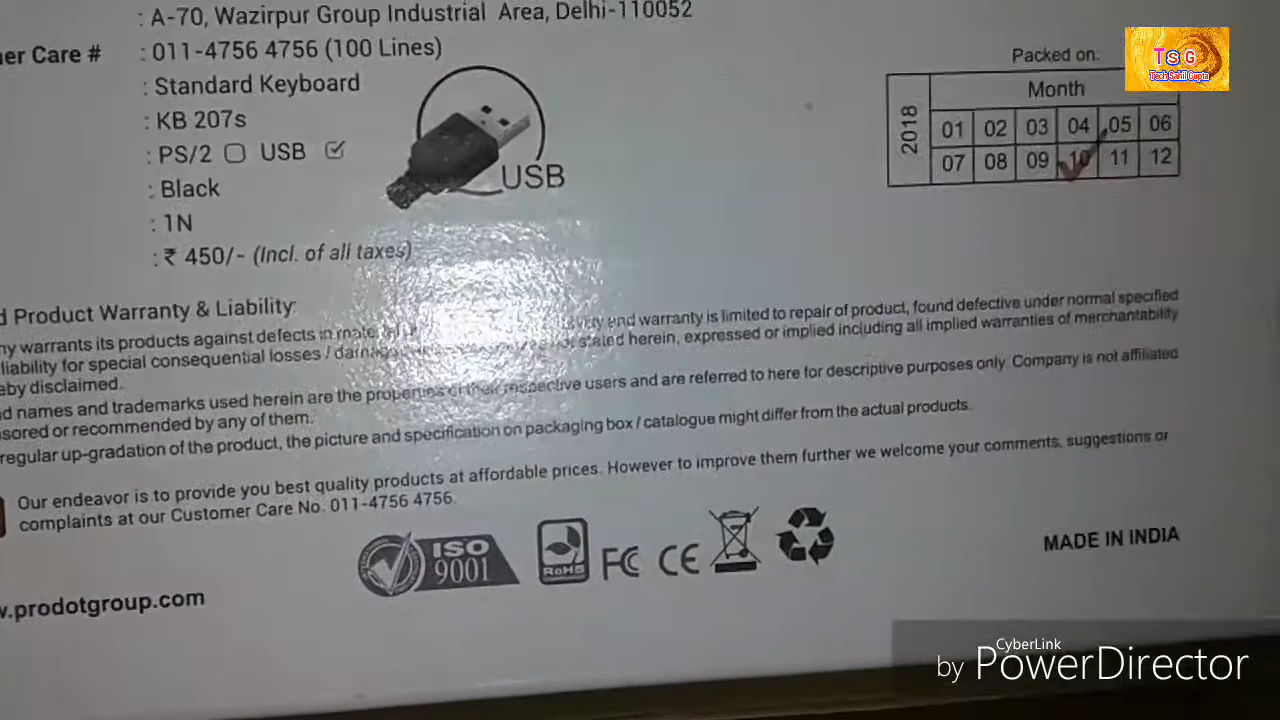 : A-70, Wazirpur Group Industrial Area, Delhi-110052
er Care # : 011-4756 4756 (100 Lines)
: Standard Keyboard
: KB 207s
: PS/2 USB
: Black
: 1N
: ₹ 450/- (Incl. of all taxes)
USB
Packed on:
2018
Month
01 02 03 04 05 06
07 08 09 10 11 12
TSG
Tech Sahil Gupta
d Product Warranty & Liability:
ny warrants its products against defects in and warranty is limited to repair of product, found defective under normal specified
liability for special consequential losses / stated herein, expressed or implied including all implied warranties of merchantability
eby disclaimed.
d names and trademarks used herein are the properties of their respective users and are referred to here for descriptive purposes only. Company is not affiliated
sored or recommended by any of them.
regular up-gradation of the product, the picture and specification on packaging box / catalogue might differ from the actual products.
Our endeavor is to provide you best quality products at affordable prices. However to improve them further we welcome your comments, suggestions or
complaints at our Customer Care No. 011-4756 4756.
ISO
9001
RoHS
FC CE
MADE IN INDIA
w.prodotgroup.com
CyberLink
by PowerDirector